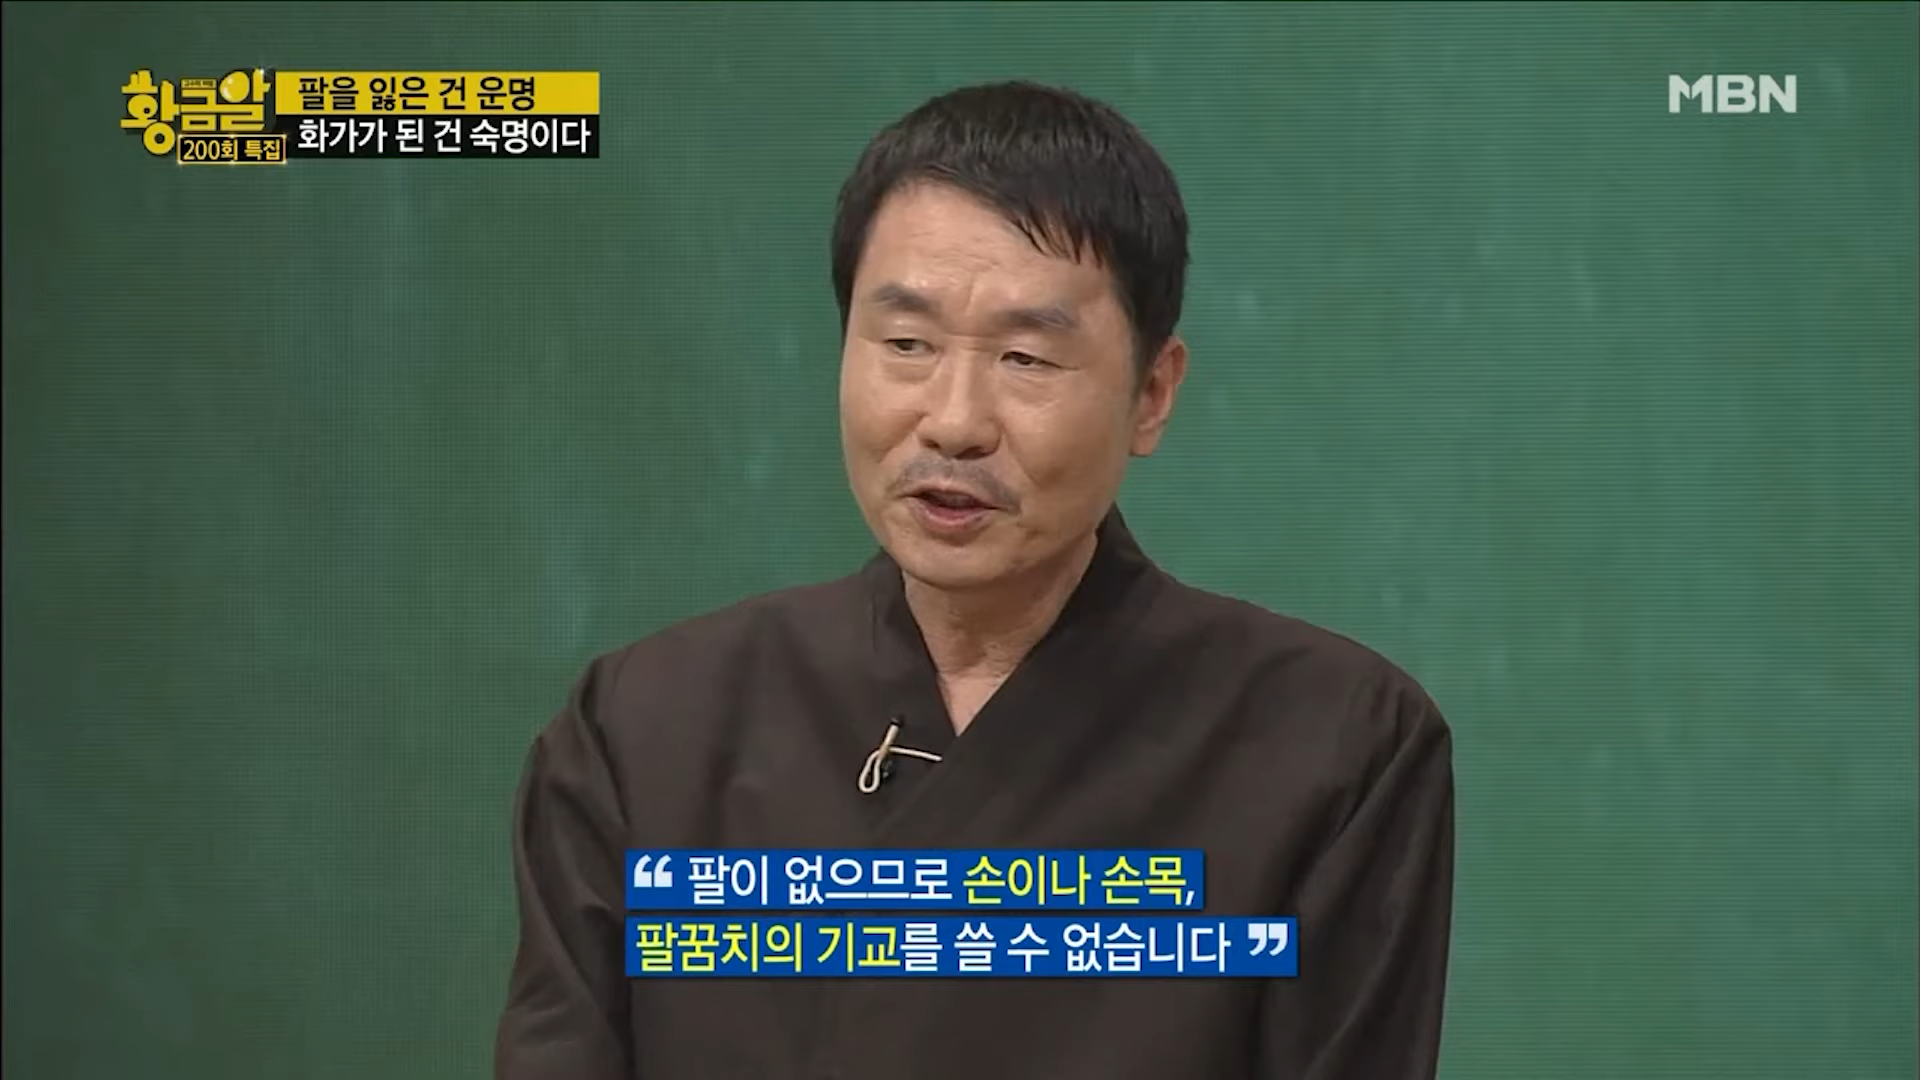 황금알
200회 특집
팔을 잃은 건 운명
화가가 된 건 숙명이다
MBN
“ 팔이 없으므로 손이나 손목,
팔꿈치의 기교를 쓸 수 없습니다 ”